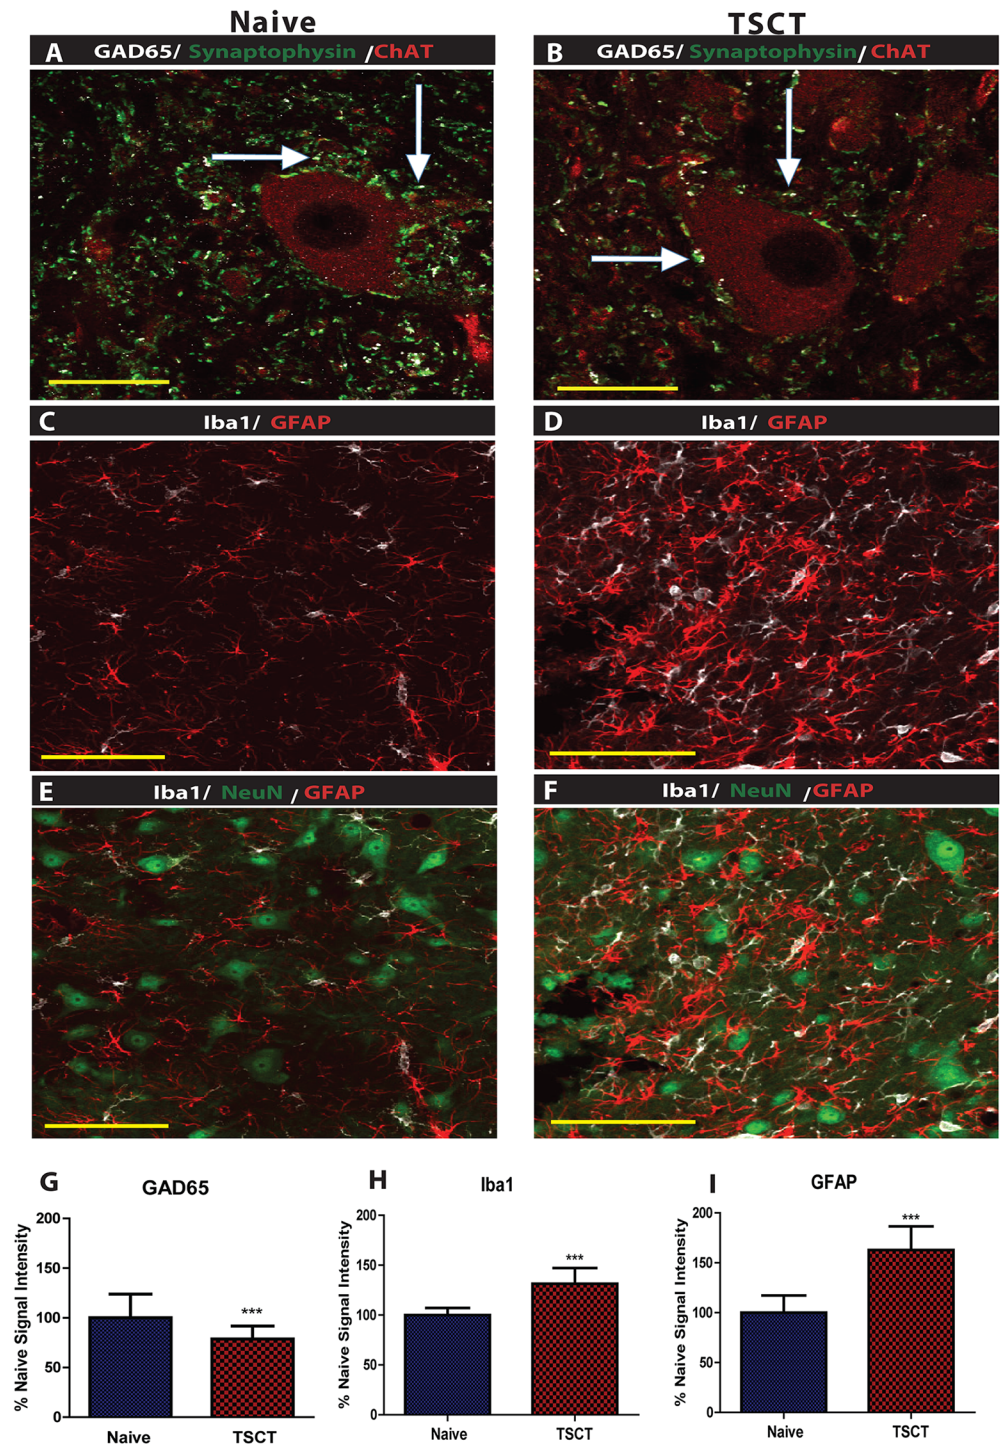 Naive
TSCT
A GAD65/ Synaptophysin /ChAT
B GAD65/ Synaptophysin/ ChAT
C Iba1/ GFAP
D Iba1/ GFAP
E Iba1/ NeuN /GFAP
F Iba1/ NeuN /GFAP
G GAD65
% Naive Signal Intensity
200
150
100
50
0
***
Naive TSCT
H Iba1
% Naive Signal Intensity
200
150
100
50
0
***
Naive TSCT
I GFAP
% Naive Signal Intensity
200
150
100
50
0
***
Naive TSCT